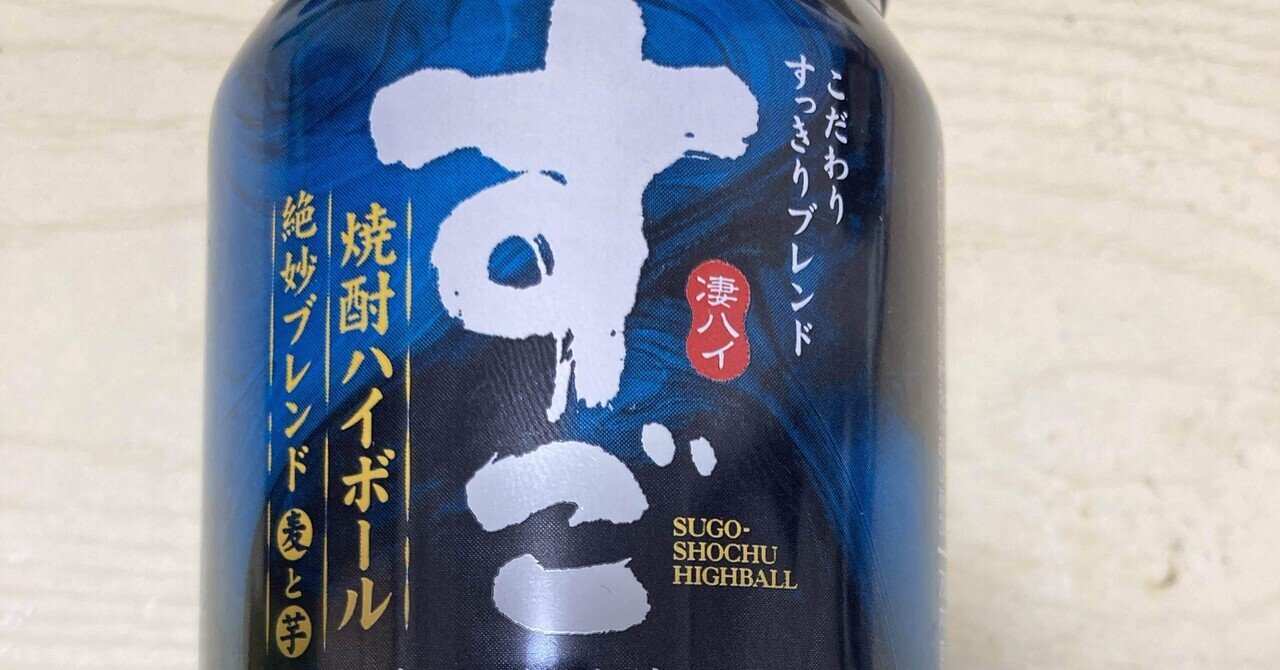 こだわり
すっきりブレンド
すご
凄ハイ
焼酎ハイボール
絶妙ブレンド麦と芋
SUGO-
SHOCHU
HIGHBALL